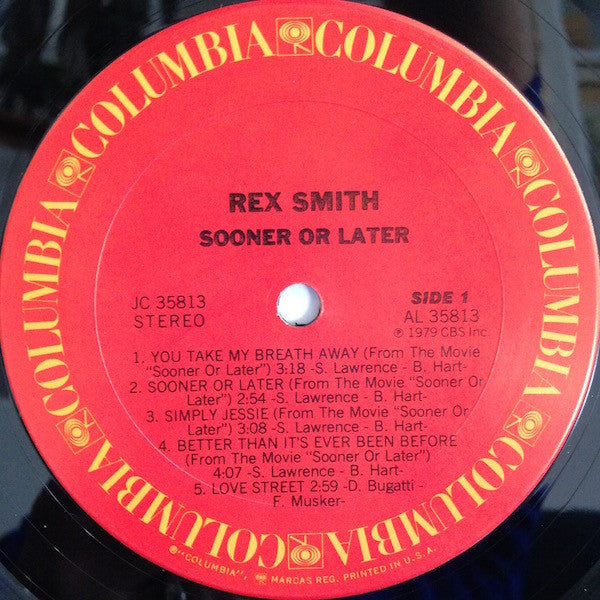 COLUMBIA COLUMBIA COLUMBIA COLUMBIA COLUMBIA COLUMBIA COLUMBIA COLUMBIA
REX SMITH
SOONER OR LATER
JC 35813
STEREO
SIDE 1
AL 35813
℗ 1979 CBS Inc.
1. YOU TAKE MY BREATH AWAY (From The Movie
"Sooner Or Later") 3:18 -S. Lawrence - B. Hart-
2. SOONER OR LATER (From The Movie "Sooner Or
Later") 2:54 -S. Lawrence - B. Hart-
3. SIMPLY JESSIE (From The Movie "Sooner Or
Later") 3:08 -S. Lawrence - B. Hart-
4. BETTER THAN IT'S EVER BEEN BEFORE
(From The Movie "Sooner Or Later")
4:07 -S. Lawrence - B. Hart-
5. LOVE STREET 2:59 -D. Bugatti -
F. Musker-
®"COLUMBIA", MARCAS REG. PRINTED IN U.S.A.